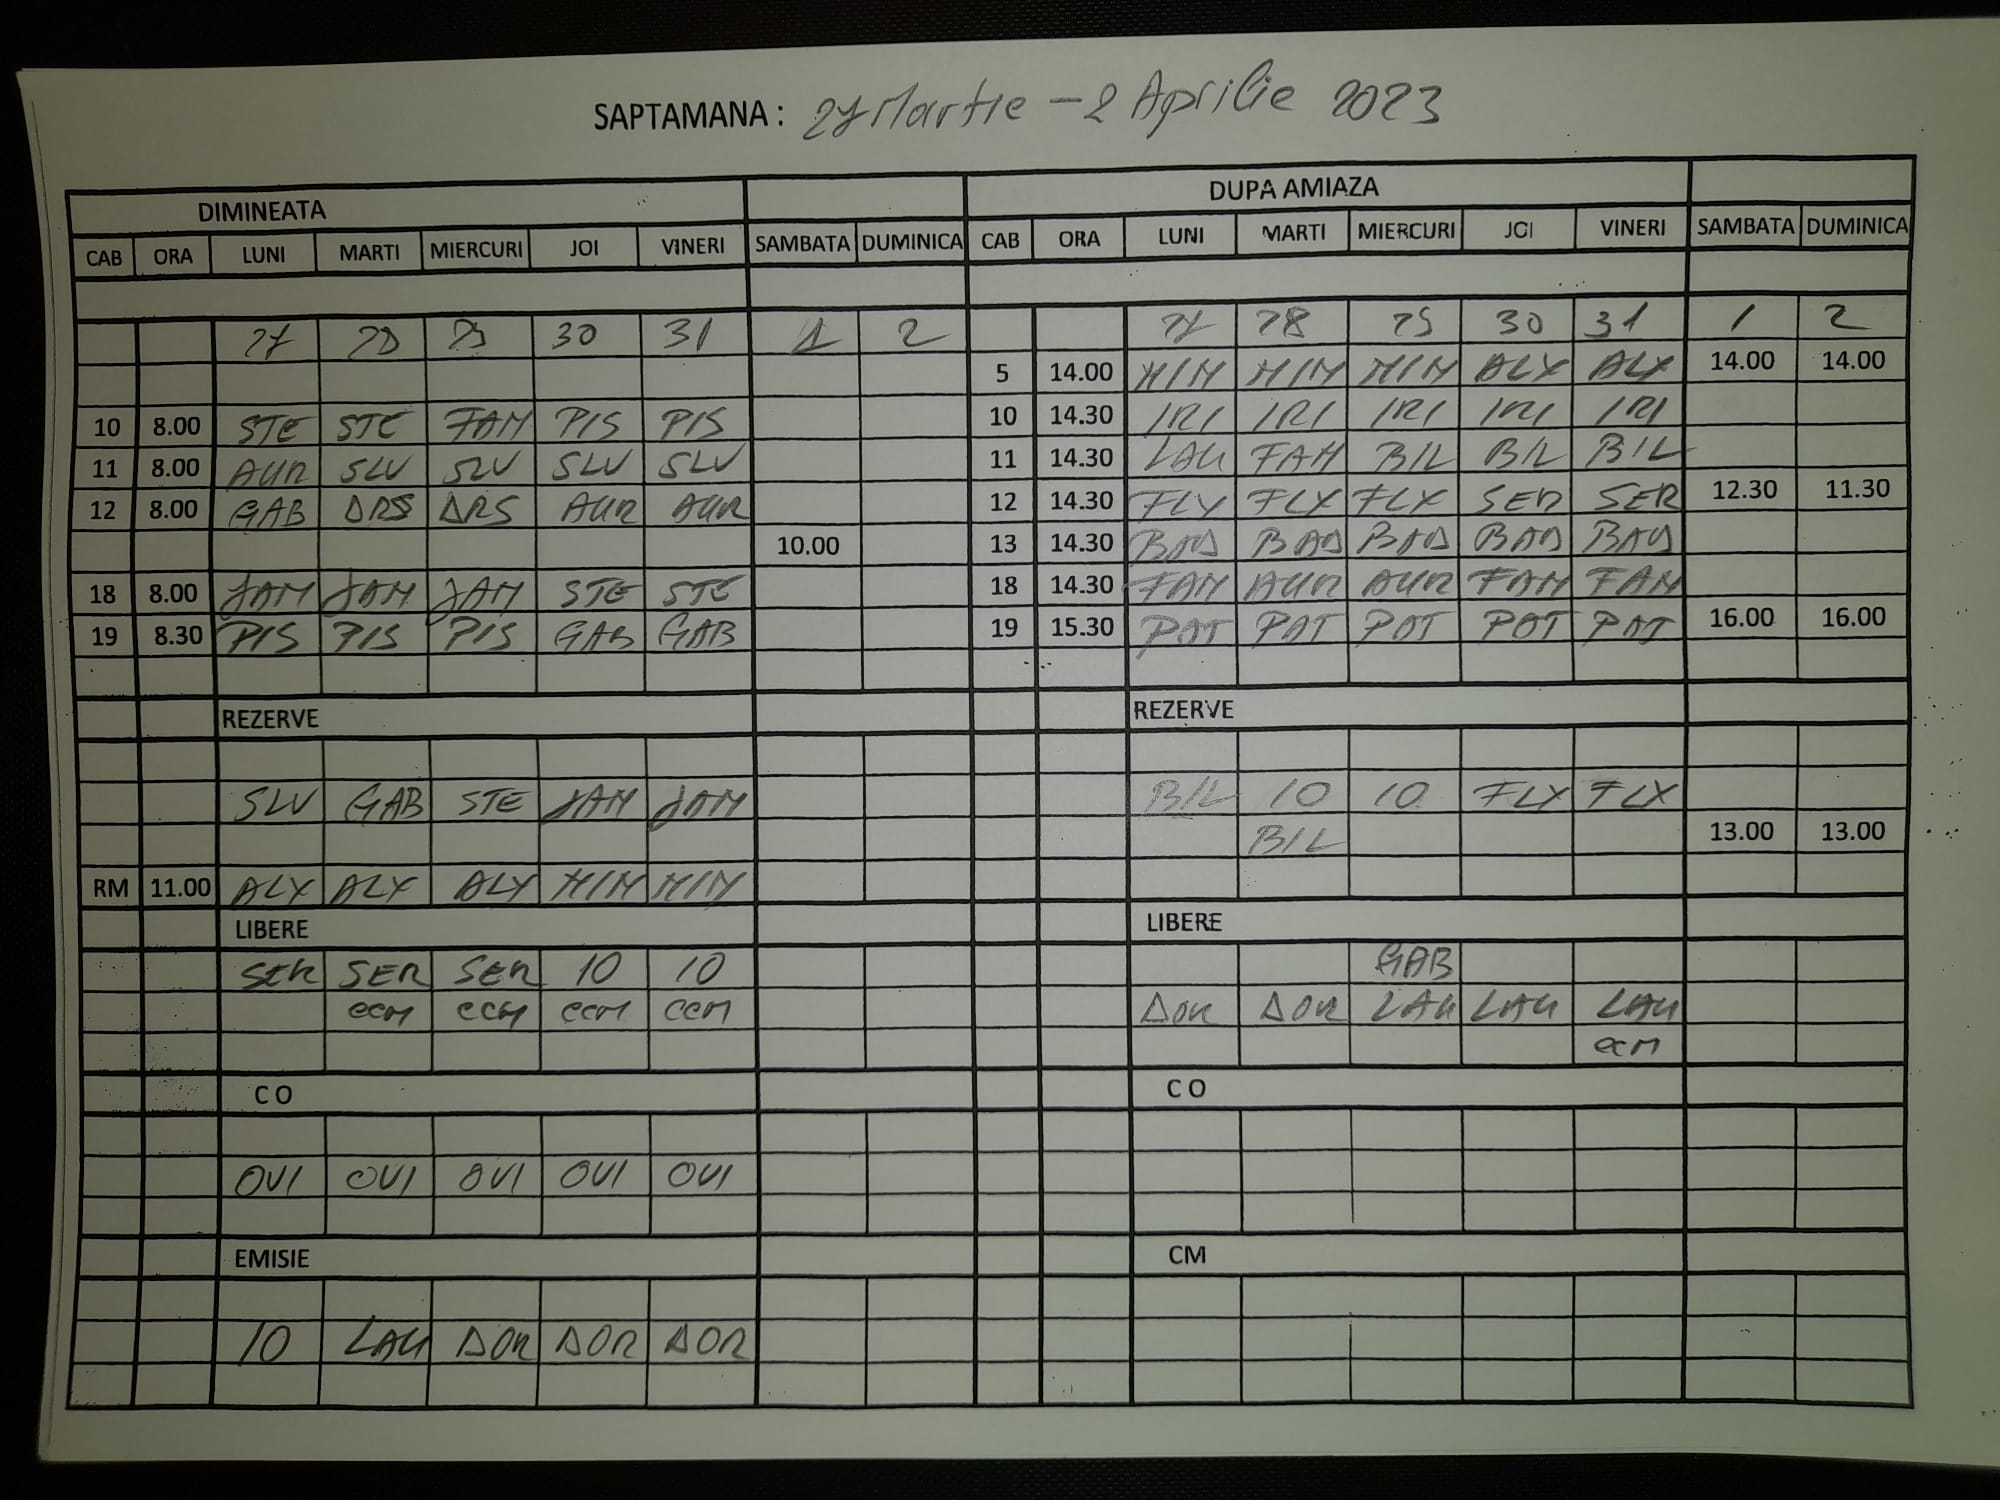 SAPTAMANA : 27 Martie - 2 Aprilie 2023
DIMINEATA DUPA AMIAZA
CAB ORA LUNI MARTI MIERCURI JOI VINERI SAMBATA DUMINICA CAB ORA LUNI MARTI MIERCURI JOI VINERI SAMBATA DUMINICA
27 28 29 30 31 1 2 27 28 29 30 31 1 2
5 14.00 MIM MIM MIM ALX ALX 14.00 14.00
10 8.00 STE STE FAM PIS PIS 10 14.30 IRI IRI IRI IRI IRI
11 8.00 AUR SLV SLV SLV SLV 11 14.30 LAU FAM BIL BIL BIL
12 8.00 GAB DRS DRS AUR AUR 12 14.30 FLX FLX FLX SER SER 12.30 11.30
10.00 13 14.30 BAD BAD BAD BAD BAD
18 8.00 JAM JAM JAM STE STE 18 14.30 FAM AUR AUR FAM FAM
19 8.30 PIS PIS PIS GAB GAB 19 15.30 POT POT POT POT POT 16.00 16.00
REZERVE REZERVE
SLV GAB STE JAM JAM BIL 10 10 FLX FLX
BIL 13.00 13.00
RM 11.00 ALX ALX ALX MIM MIM
LIBERE LIBERE
SER SER SER 10 10 GAB
ccm ccm ccm ccm DOR DOR LAU LAU LAU
ccm
C O C O
OVI OVI OVI OVI OVI
EMISIE CM
10 LAU DOR DOR DOR